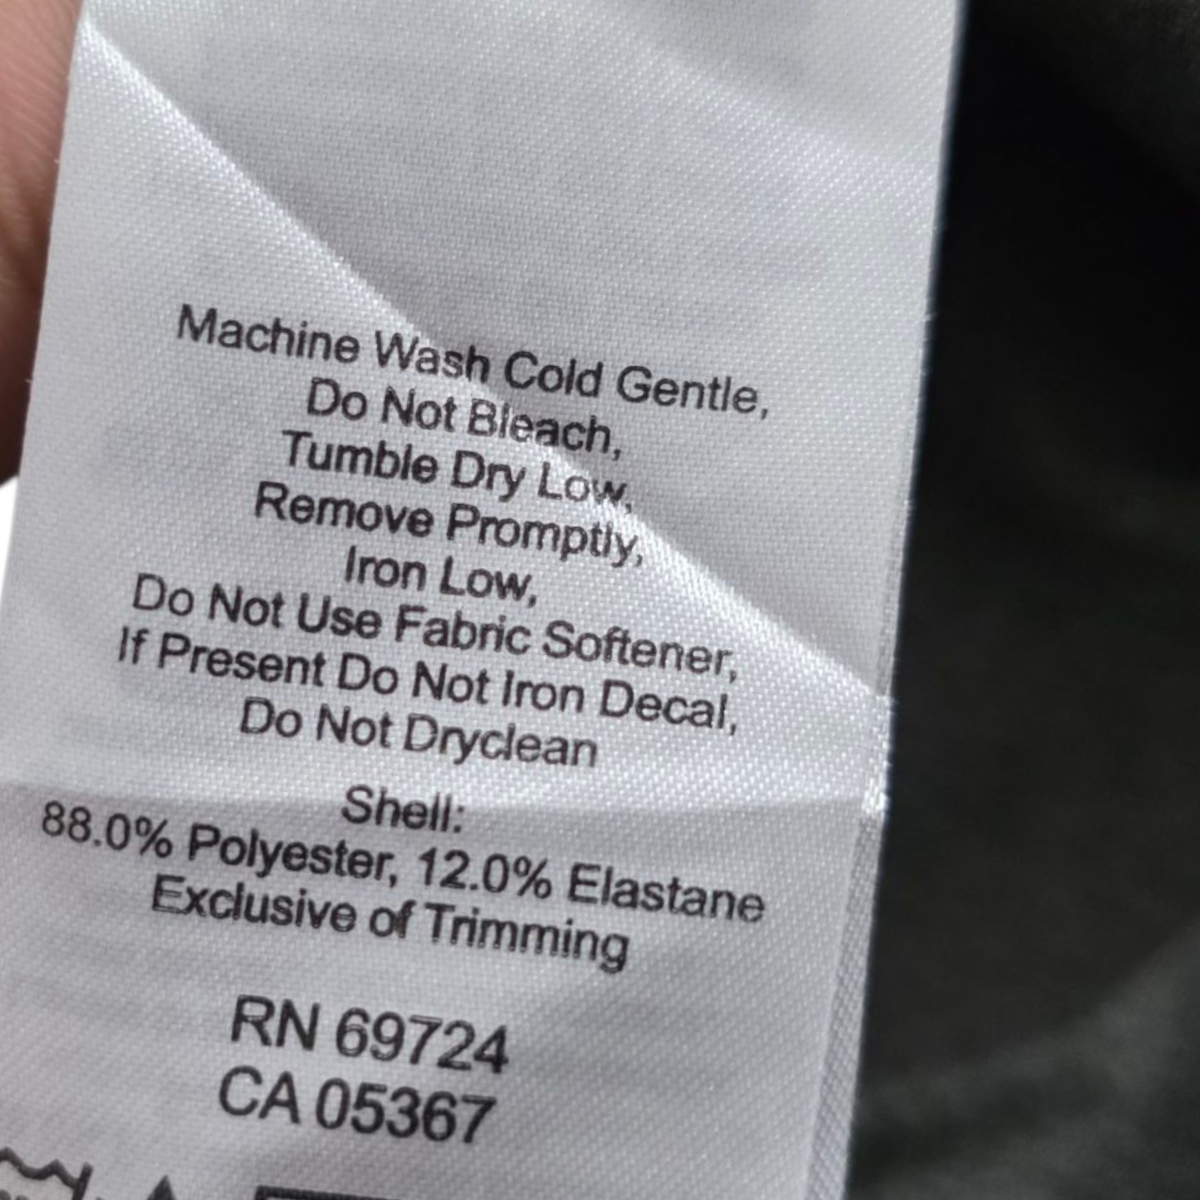 Machine Wash Cold Gentle,
Do Not Bleach,
Tumble Dry Low,
Remove Promptly,
Iron Low,
Do Not Use Fabric Softener,
If Present Do Not Iron Decal,
Do Not Dryclean
Shell:
88.0% Polyester, 12.0% Elastane
Exclusive of Trimming
RN 69724
CA 05367